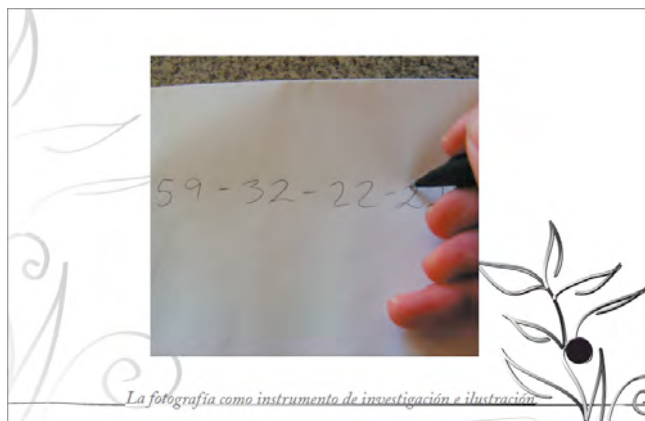 59-32-22-2
La fotografía como instrumento de investigación e ilustración